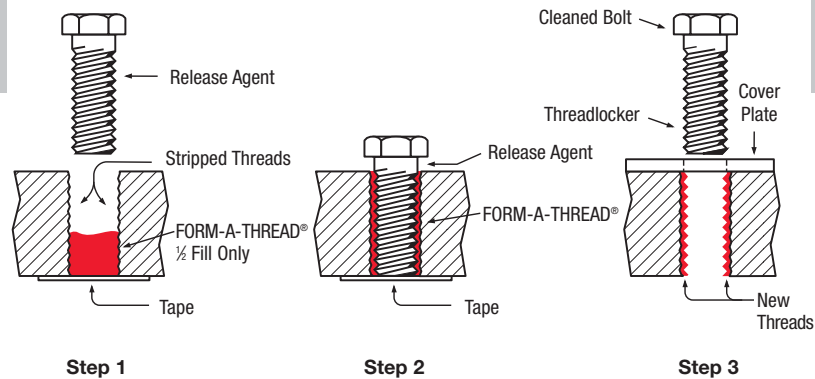 Release Agent
Stripped Threads
FORM-A-THREAD®
½ Fill Only
Tape
Step 1
Release Agent
FORM-A-THREAD®
Tape
Step 2
Cleaned Bolt
Threadlocker
Cover
Plate
New
Threads
Step 3